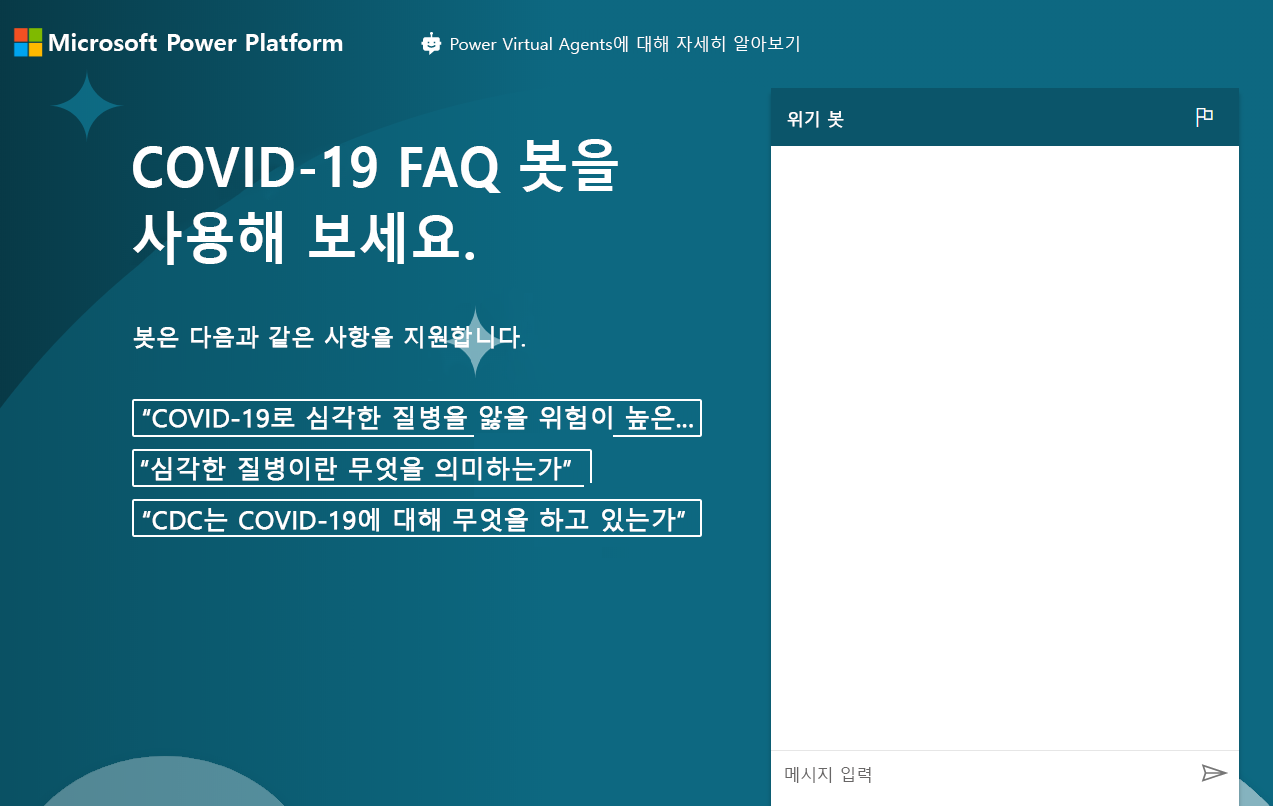 Microsoft Power Platform
Power Virtual Agents에 대해 자세히 알아보기
COVID-19 FAQ 봇을
사용해 보세요.
봇은 다음과 같은 사항을 지원합니다.
“COVID-19로 심각한 질병을 앓을 위험이 높은...
“심각한 질병이란 무엇을 의미하는가”
“CDC는 COVID-19에 대해 무엇을 하고 있는가”
위기 봇
메시지 입력